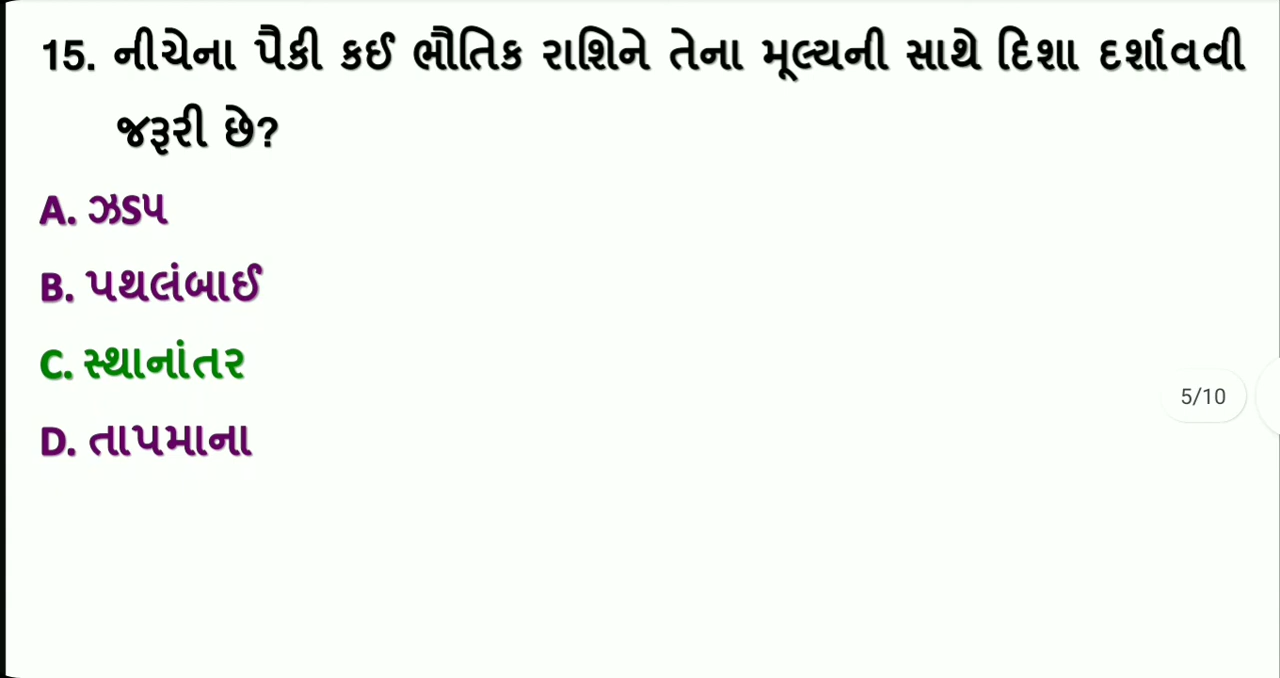 15. નીચેના પૈકી કઈ ભૌતિક રાશિને તેના મૂલ્યની સાથે દિશા દર્શાવવી
જરૂરી છે?
A. ઝડપ
B. પથલંબાઈ
C. સ્થાનાંતર
5/10
D. તાપમાના